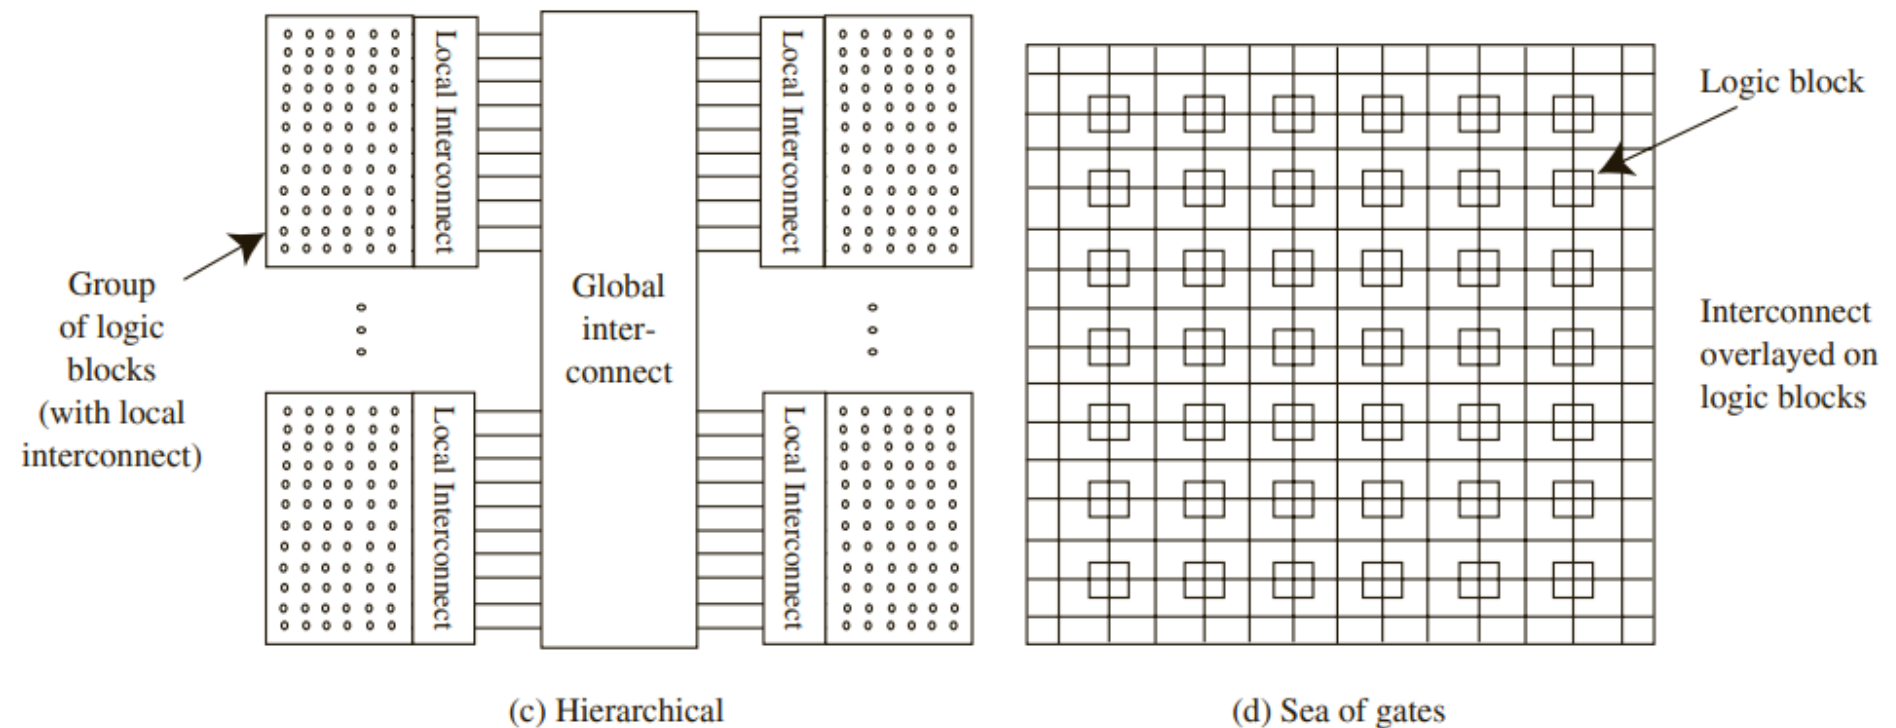 Local Interconnect
Local Interconnect
Group
of logic
blocks
(with local
interconnect)
Global
inter-
connect
Local Interconnect
Local Interconnect
(c) Hierarchical
Logic block
Interconnect
overlayed on
logic blocks
(d) Sea of gates